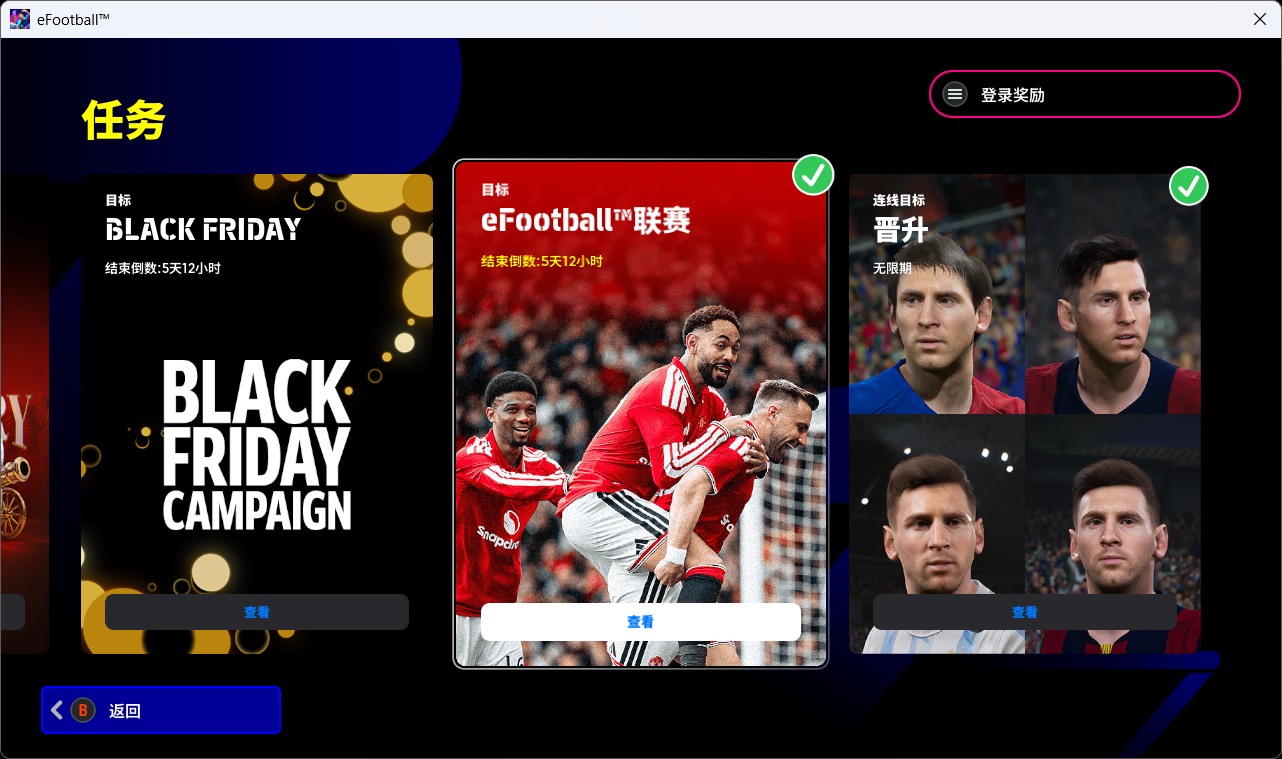 eFootball™
任务
登录奖励
目标
BLACK FRIDAY
结束倒数:5天12小时
BLACK
FRIDAY
CAMPAIGN
查看
目标
eFootball™联赛
结束倒数:5天12小时
查看
连线目标
晋升
无限期
查看
B 返回